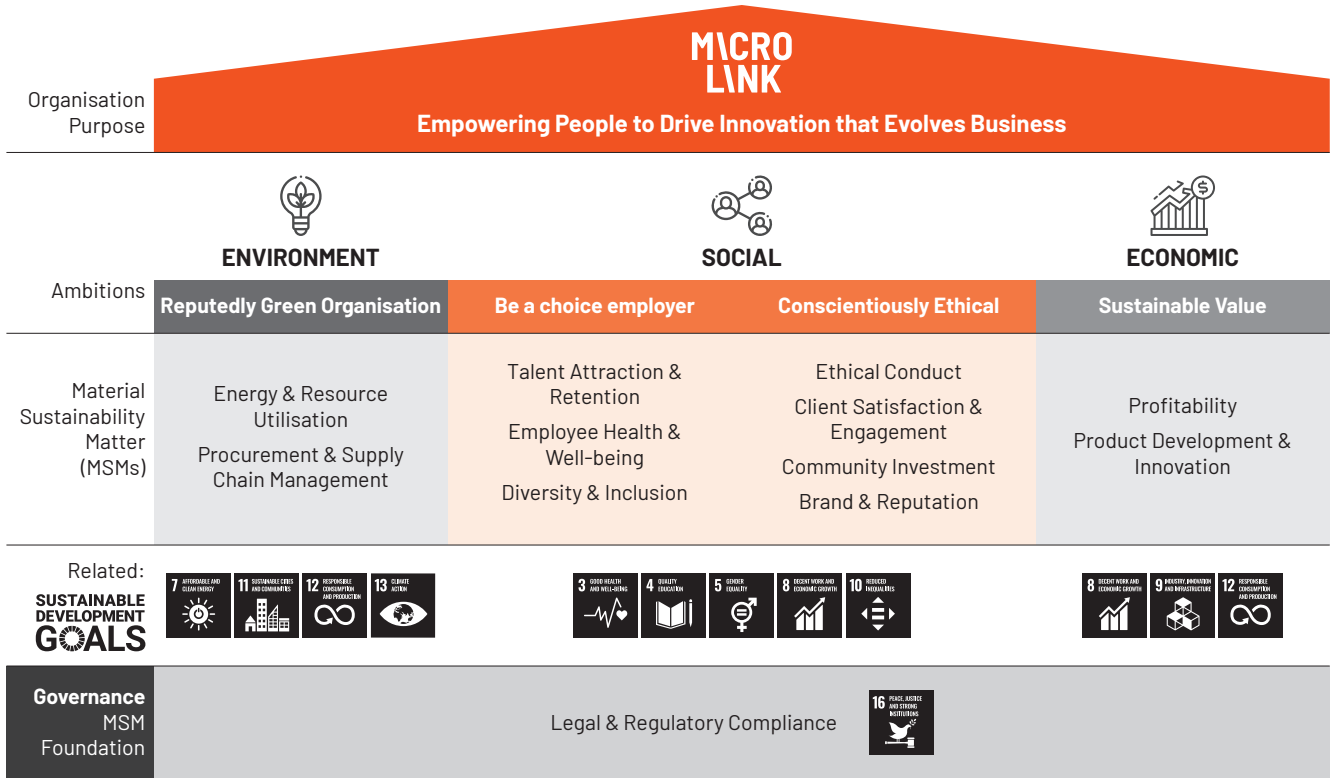 M\CRO
L\NK
Organisation
Purpose
Empowering People to Drive Innovation that Evolves Business
ENVIRONMENT
SOCIAL
ECONOMIC
Ambitions
Reputedly Green Organisation
Be a choice employer
Conscientiously Ethical
Sustainable Value
Material
Sustainability
Matter
(MSMs)
Energy & Resource
Utilisation
Procurement & Supply
Chain Management
Talent Attraction &
Retention
Employee Health &
Well-being
Diversity & Inclusion
Ethical Conduct
Client Satisfaction &
Engagement
Community Investment
Brand & Reputation
Profitability
Product Development &
Innovation
Related:
SUSTAINABLE
DEVELOPMENT
GOALS
7 AFFORDABLE AND
CLEAN ENERGY
11 SUSTAINABLE CITIES
AND COMMUNITIES
12 RESPONSIBLE
CONSUMPTION
AND PRODUCTION
13 CLIMATE
ACTION
3 GOOD HEALTH
AND WELL-BEING
4 QUALITY
EDUCATION
5 GENDER
EQUALITY
8 DECENT WORK AND
ECONOMIC GROWTH
10 REDUCED
INEQUALITIES
8 DECENT WORK AND
ECONOMIC GROWTH
9 INDUSTRY, INNOVATION
AND INFRASTRUCTURE
12 RESPONSIBLE
CONSUMPTION
AND PRODUCTION
Governance
MSM
Foundation
Legal & Regulatory Compliance
16 PEACE, JUSTICE
AND STRONG
INSTITUTIONS